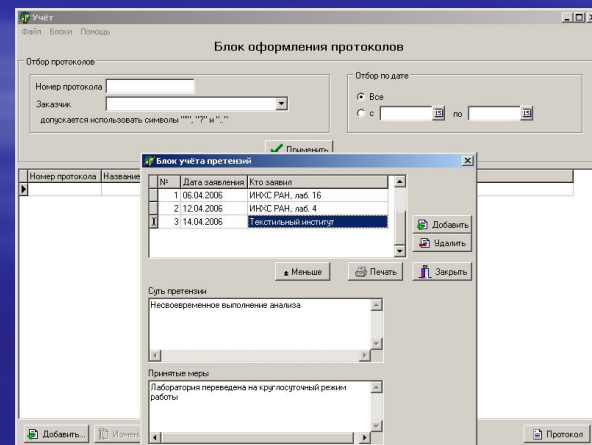 Учёт
Файл Блоки Помощь
Блок оформления протоколов
Отбор протоколов
Номер протокола
Заказчик
допускается использовать символы "*", "?" и ".."
Отбор по дате
Все
с 15 по 15
Применить
Номер протокола Название
Блок учёта претензий
№ Дата заявления Кто заявил
1 06.04.2006 ИНХС РАН, лаб. 16
2 12.04.2006 ИНХС РАН, лаб. 4
3 14.04.2006 Текстильный институт
Добавить
Удалить
Меньше Печать Закрыть
Суть претензии
Несвоевременное выполнение анализа
Принятые меры
Лаборатория переведена на круглосуточный режим
работы
Добавить... Измен Протокол